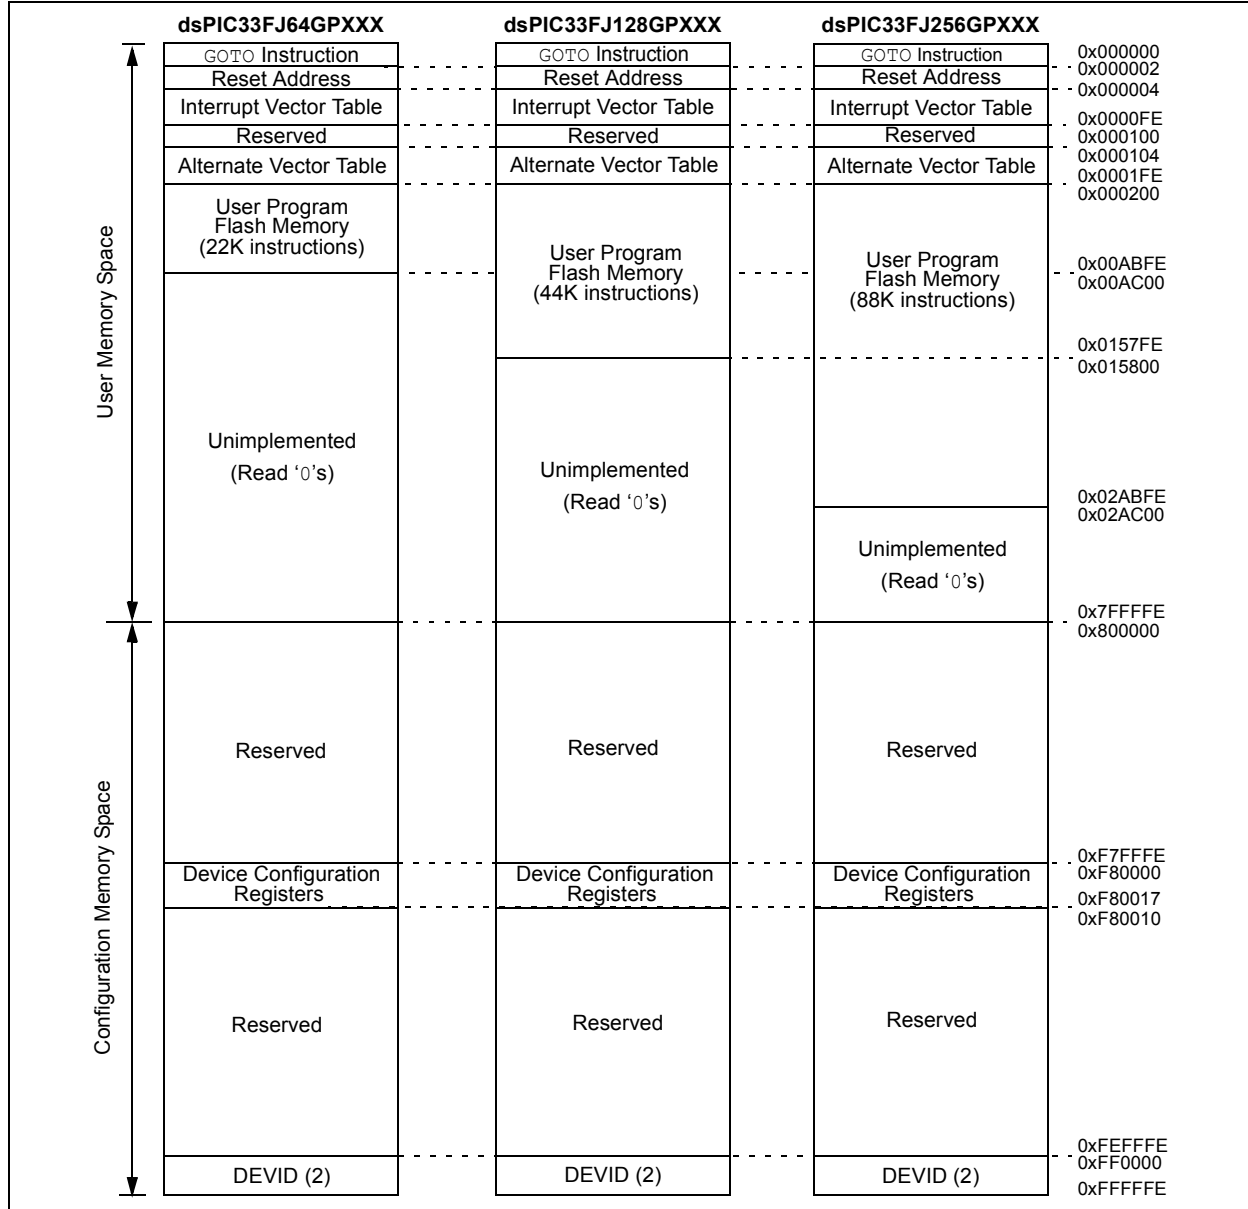 dsPIC33FJ64GPXXX
dsPIC33FJ128GPXXX
dsPIC33FJ256GPXXX
User Memory Space
Configuration Memory Space
GOTO Instruction
Reset Address
Interrupt Vector Table
Reserved
Alternate Vector Table
User Program
Flash Memory
(22K instructions)
Unimplemented
(Read ‘0’s)
Reserved
Device Configuration
Registers
Reserved
DEVID (2)
GOTO Instruction
Reset Address
Interrupt Vector Table
Reserved
Alternate Vector Table
User Program
Flash Memory
(44K instructions)
Unimplemented
(Read ‘0’s)
Reserved
Device Configuration
Registers
Reserved
DEVID (2)
GOTO Instruction
Reset Address
Interrupt Vector Table
Reserved
Alternate Vector Table
User Program
Flash Memory
(88K instructions)
Unimplemented
(Read ‘0’s)
Reserved
Device Configuration
Registers
Reserved
DEVID (2)
0x000000
0x000002
0x000004
0x0000FE
0x000100
0x000104
0x0001FE
0x000200
0x00ABFE
0x00AC00
0x0157FE
0x015800
0x02ABFE
0x02AC00
0x7FFFFE
0x800000
0xF7FFFE
0xF80000
0xF80017
0xF80010
0xFEFFFE
0xFF0000
0xFFFFFE